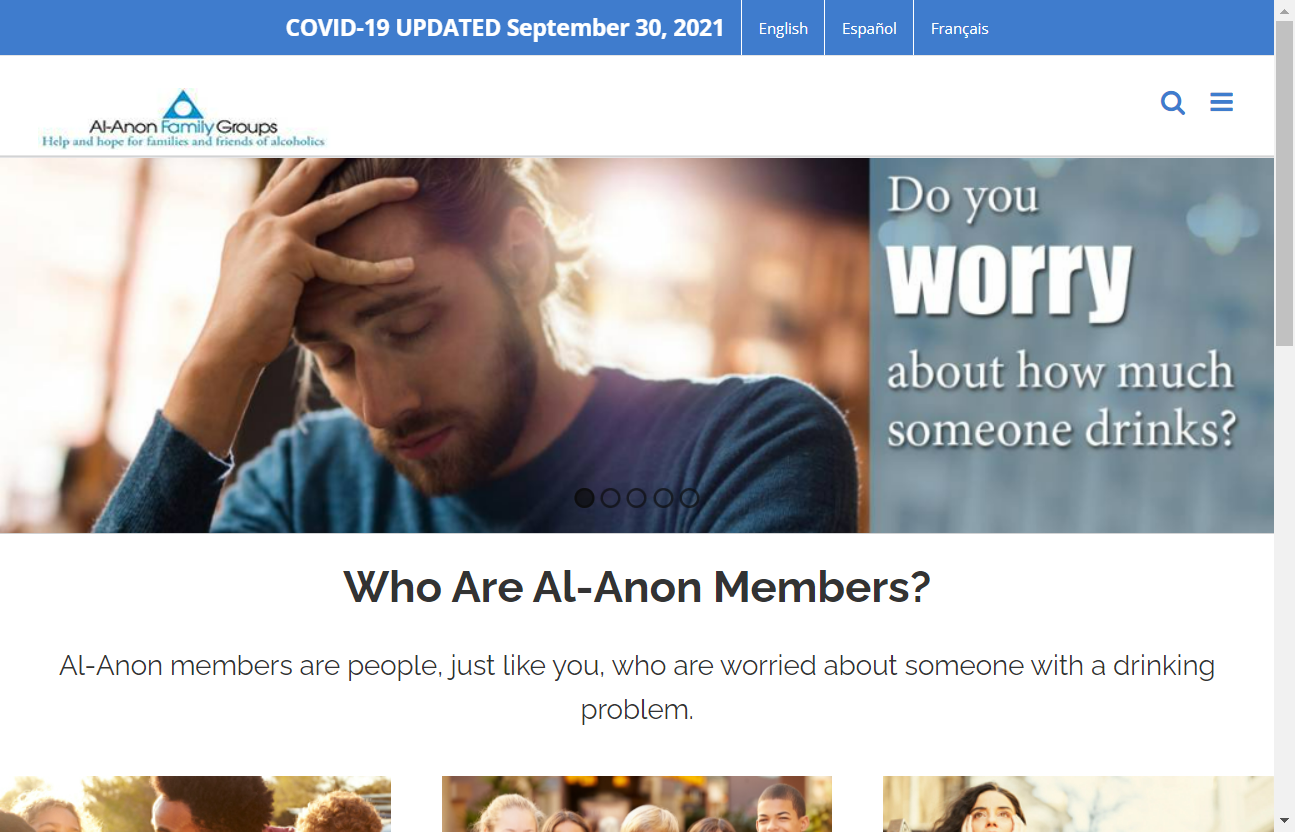 COVID-19 UPDATED September 30, 2021
English
Español
Français
Al-Anon Family Groups
Help and hope for families and friends of alcoholics
Do you
worry
about how much
someone drinks?
Who Are Al-Anon Members?
Al-Anon members are people, just like you, who are worried about someone with a drinking
problem.